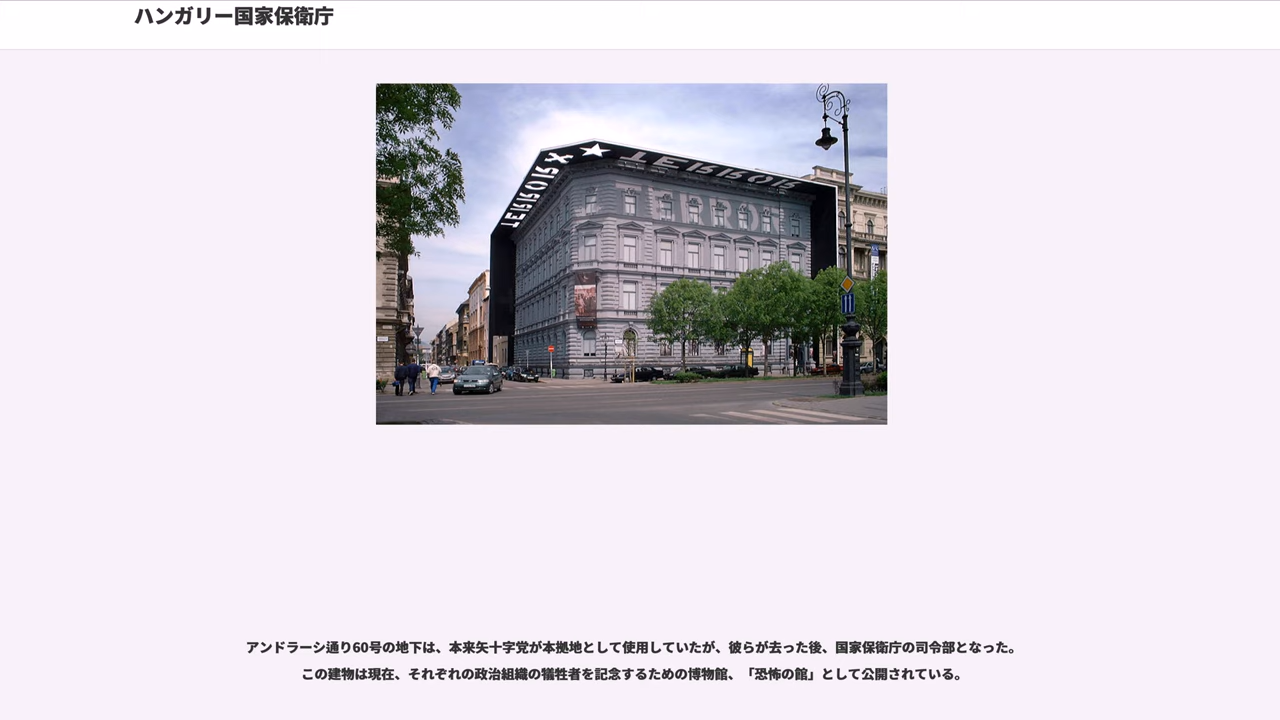 ハンガリー国家保衛庁
TERROR
TERROR
アンドラーシ通り60号の地下は、本来矢十字党が本拠地として使用していたが、彼らが去った後、国家保衛庁の司令部となった。
この建物は現在、それぞれの政治組織の犠牲者を記念するための博物館、「恐怖の館」として公開されている。